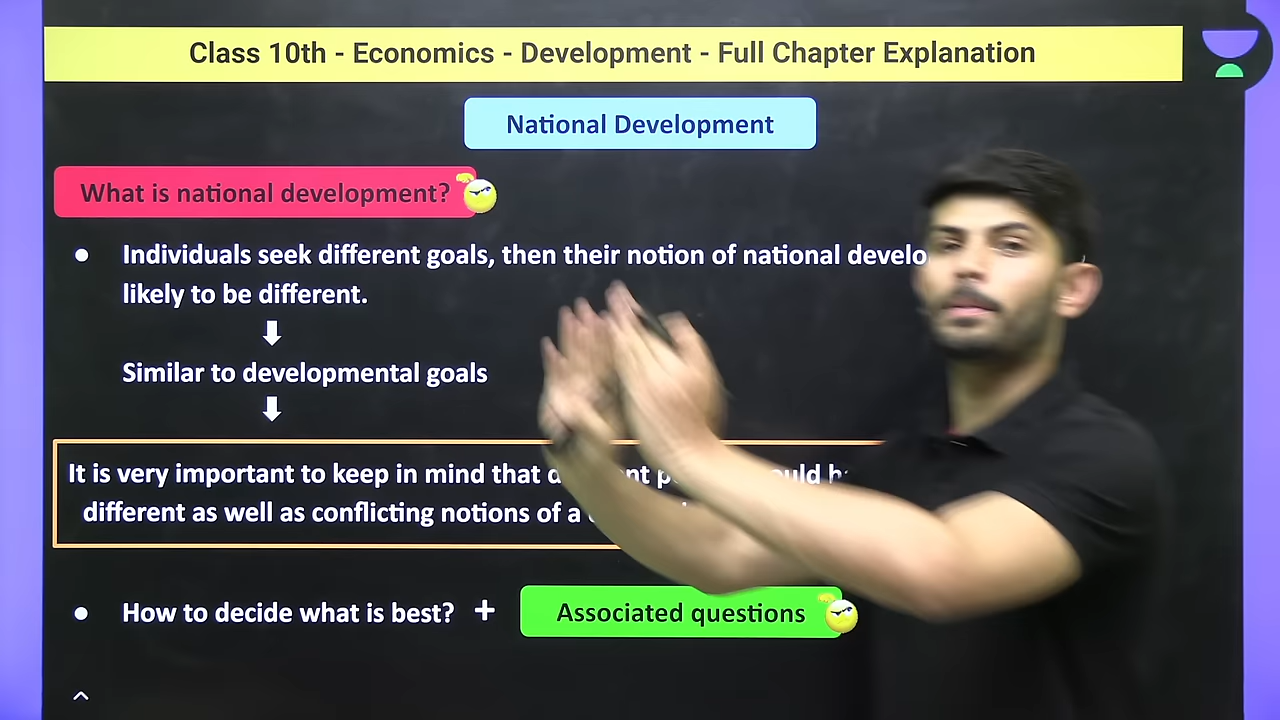 Class 10th - Economics - Development - Full Chapter Explanation
National Development
What is national development?
Individuals seek different goals, then their notion of national
likely to be different.
Similar to developmental goals
It is very important to keep in mind that
different as well as conflicting notions of a
How to decide what is best? +
Associated questions